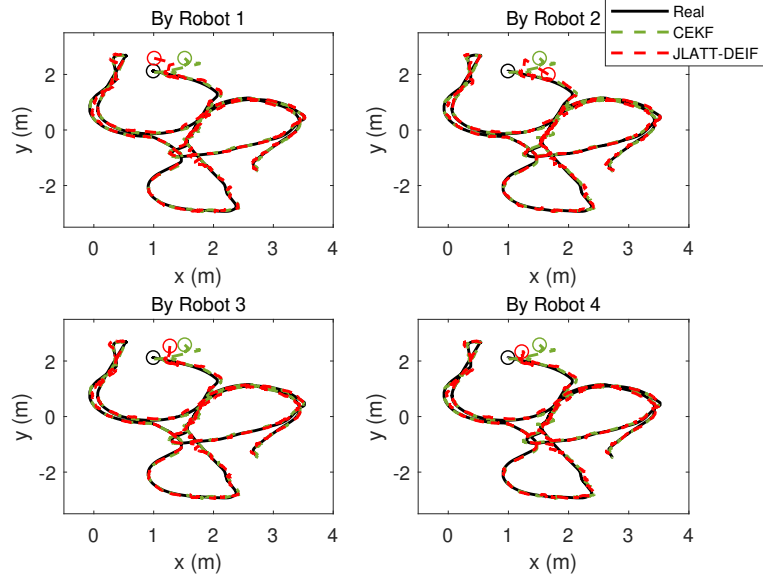 By Robot 1
By Robot 2
Real
CEKF
JLATT-DEIF
y (m)
2
0
-2
0 1 2 3 4
x (m)
y (m)
2
0
-2
0 1 2 3 4
x (m)
By Robot 3
By Robot 4
y (m)
2
0
-2
0 1 2 3 4
x (m)
y (m)
2
0
-2
0 1 2 3 4
x (m)